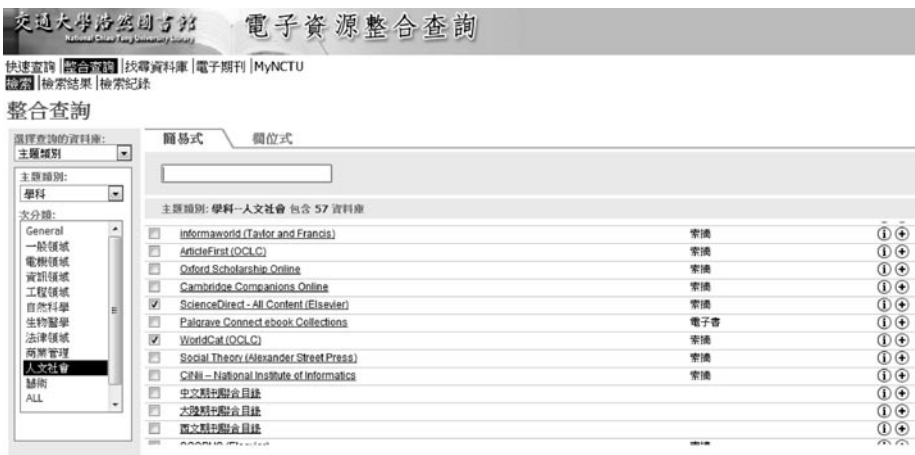 交通大學浩然圖書館 電子資源整合查詢
National Chiao Tung University Library
快速查詢 |整合查詢 |找尋資料庫 |電子期刊 |MyNCTU
檢索 |檢索結果 |檢索紀錄
整合查詢
選擇查詢的資料庫:
主題類別
主題類別:
學科
次分類:
General
一般領域
電機領域
資訊領域
工程領域
自然科學
生物醫學
法律領域
商業管理
人文社會
藝術
ALL
簡易式 欄位式
主題類別: 學科--人文社會 包含 57 資料庫
informaworld (Taylor and Francis) 索摘
ArticleFirst (OCLC) 索摘
Oxford Scholarship Online 索摘
Cambridge Companions Online 索摘
ScienceDirect - All Content (Elsevier) 索摘
Palgrave Connect ebook Collections 電子書
WorldCat (OCLC) 索摘
Social Theory (Alexander Street Press) 索摘
CiNii – National Institute of Informatics 索摘
中文期刊聯合目錄
大陸期刊聯合目錄
西文期刊聯合目錄